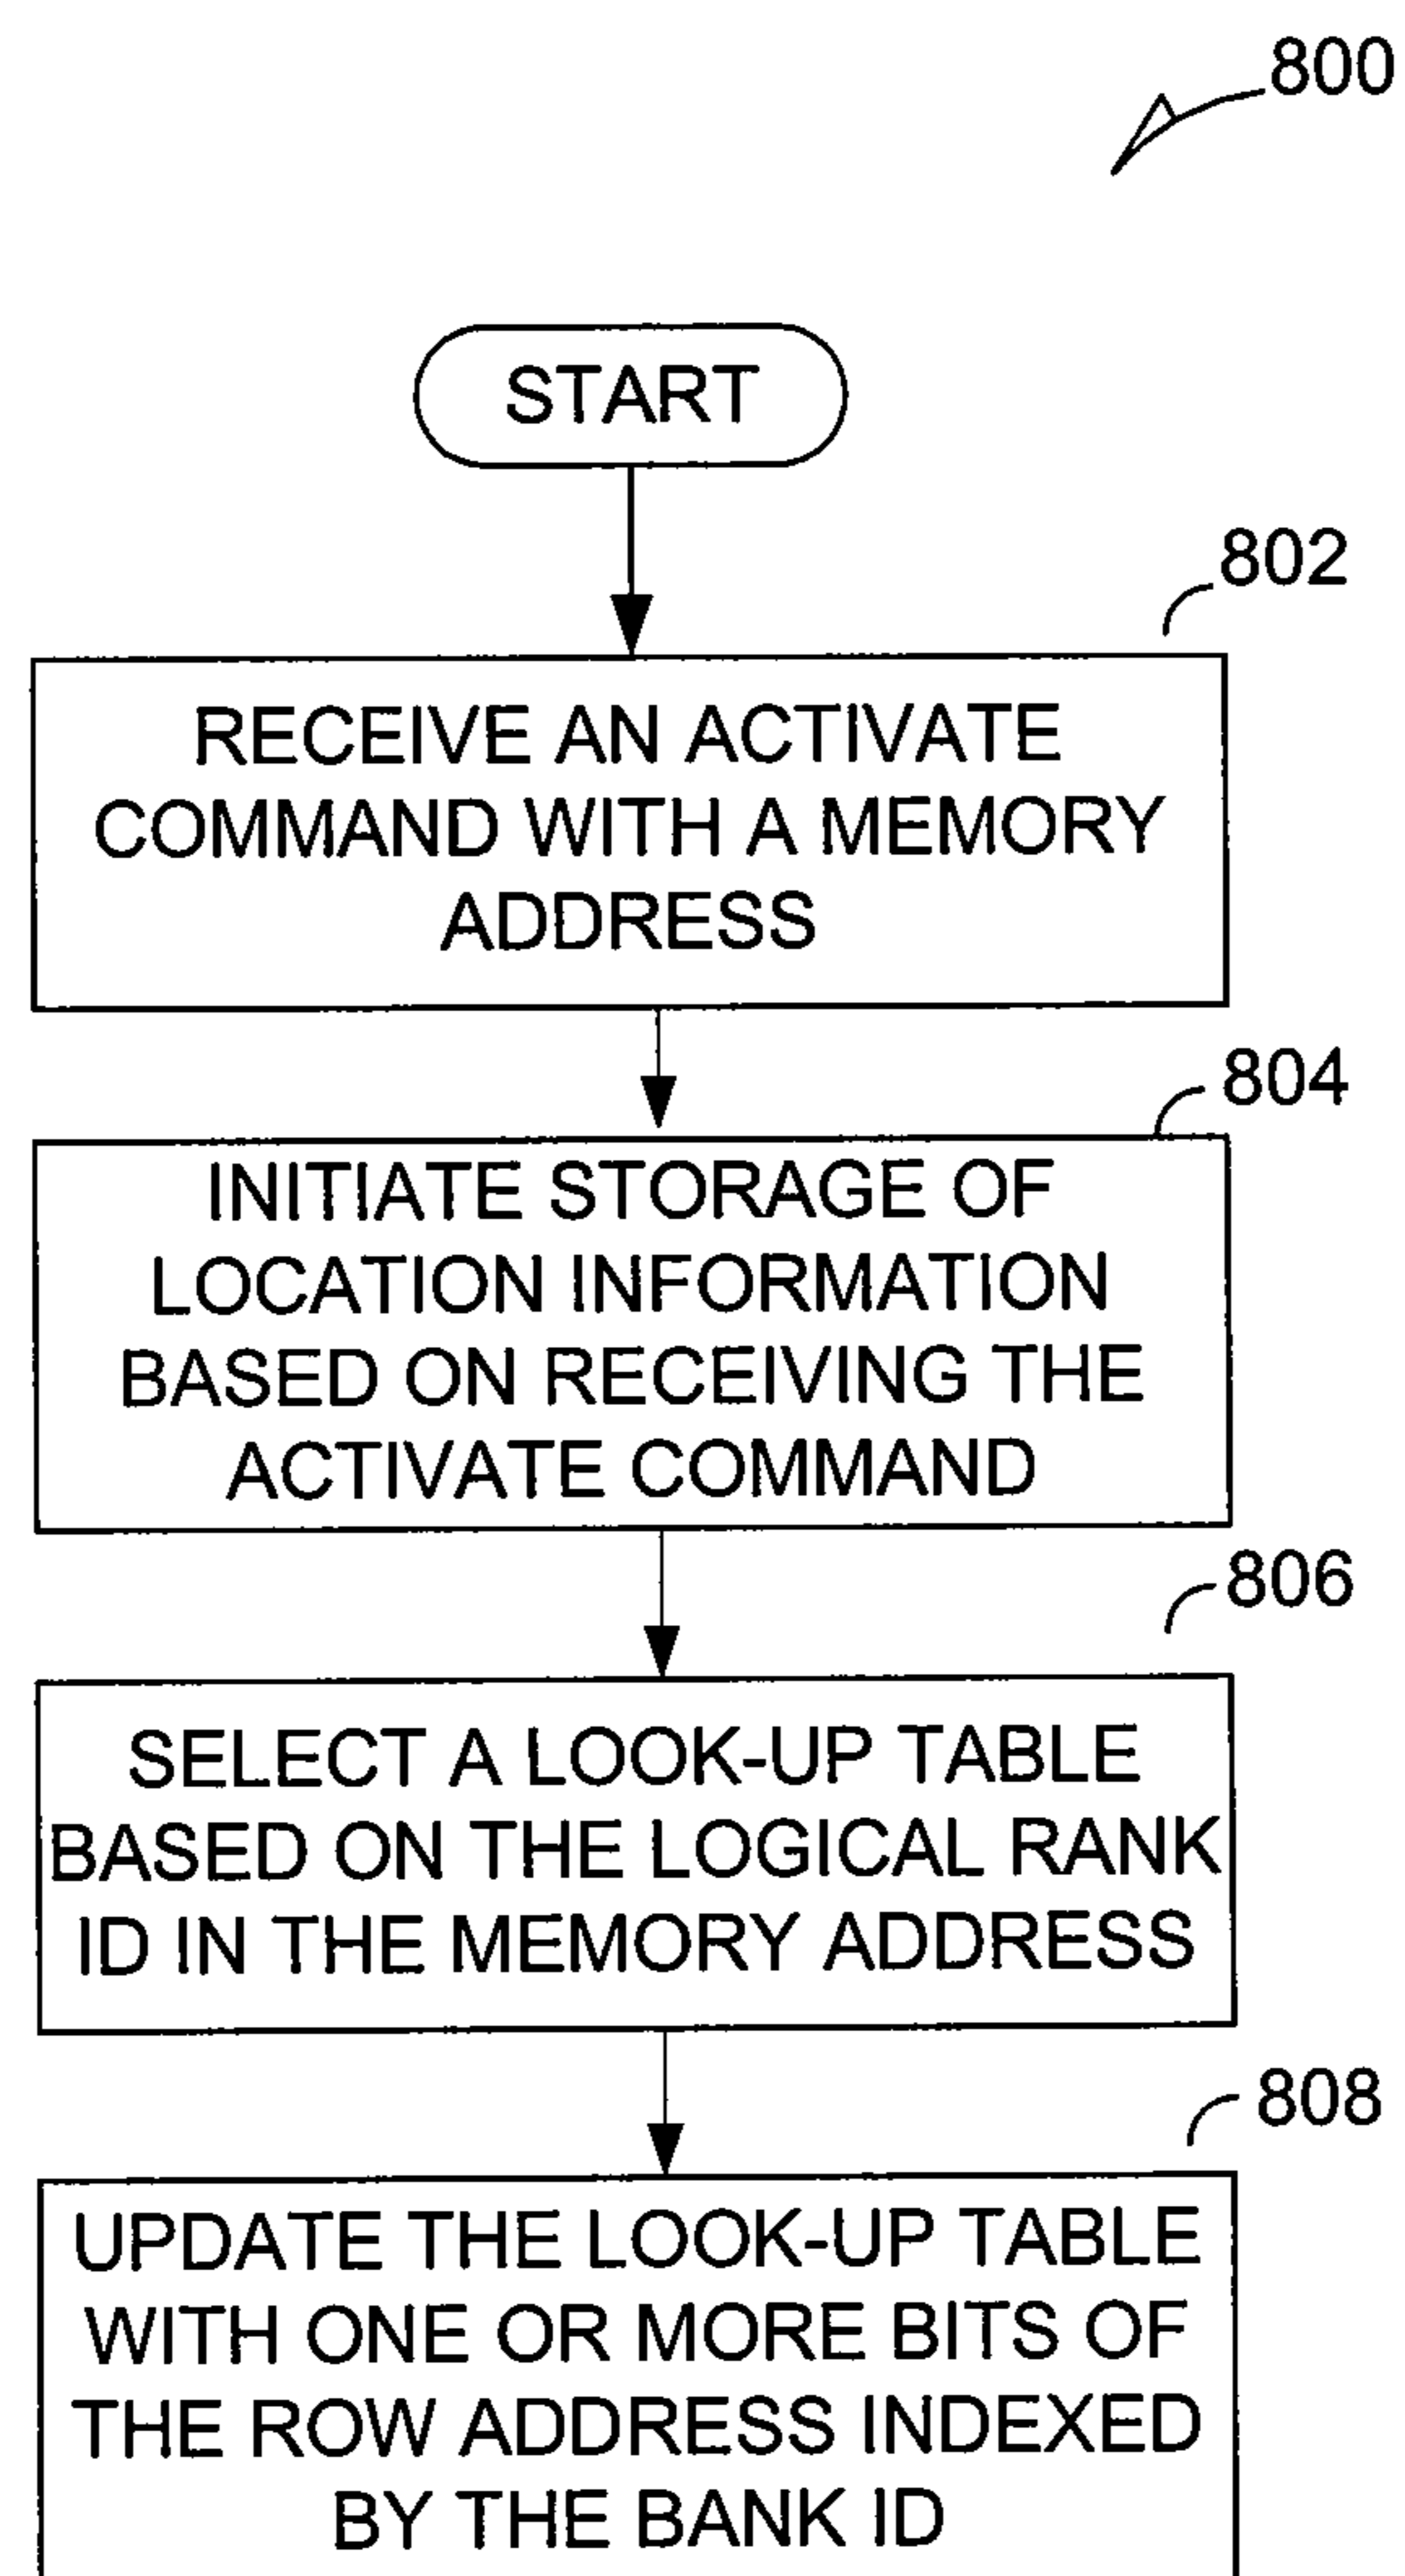 800
START
802
RECEIVE AN ACTIVATE
COMMAND WITH A MEMORY
ADDRESS
804
INITIATE STORAGE OF
LOCATION INFORMATION
BASED ON RECEIVING THE
ACTIVATE COMMAND
806
SELECT A LOOK-UP TABLE
BASED ON THE LOGICAL RANK
ID IN THE MEMORY ADDRESS
808
UPDATE THE LOOK-UP TABLE
WITH ONE OR MORE BITS OF
THE ROW ADDRESS INDEXED
BY THE BANK ID